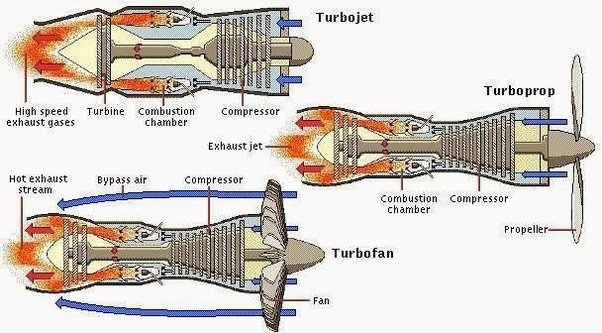 Turbojet
High speed
exhaust gases
Turbine
Combustion
chamber
Compressor
Turboprop
Exhaust jet
Combustion
chamber
Compressor
Propeller
Hot exhaust
stream
Bypass air
Compressor
Turbofan
Fan